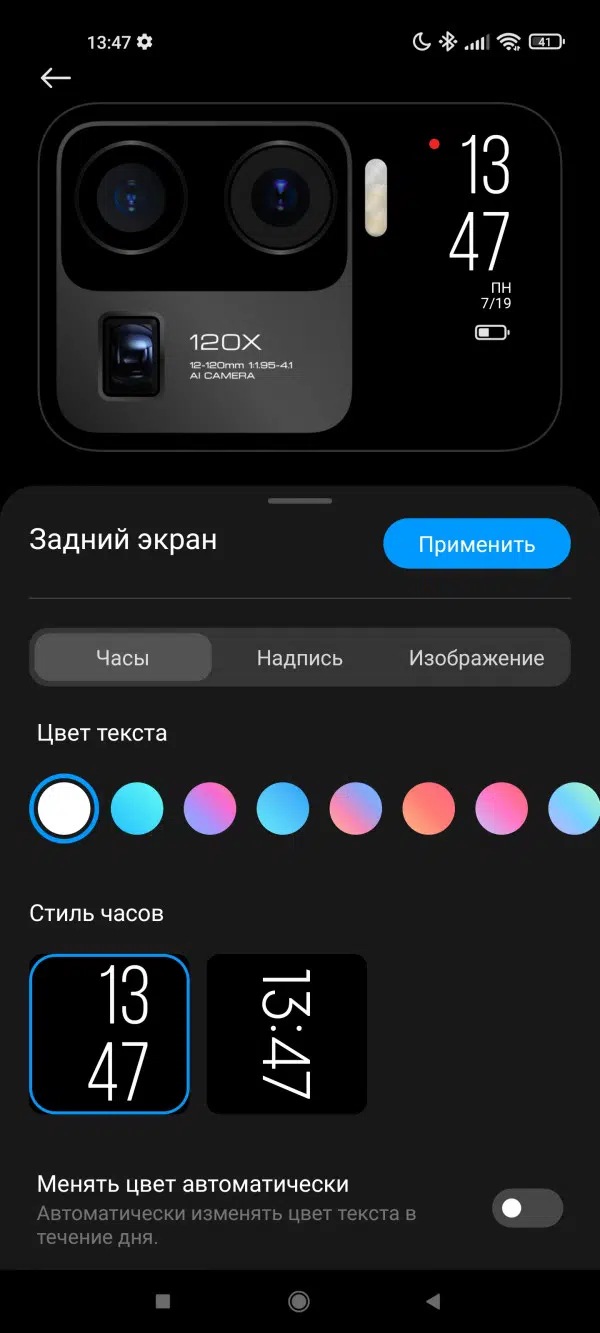 13:47
41
13
47
ПН
7/19
120X
12-120mm 1:1.95-4.1
AI CAMERA
Задний экран
Применить
Часы
Надпись
Изображение
Цвет текста
Стиль часов
13
47
13:47
Менять цвет автоматически
Автоматически изменять цвет текста в
течение дня.